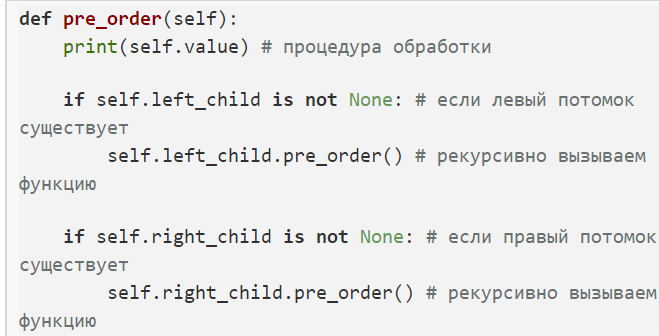 def pre_order(self):
    print(self.value) # процедура обработки

    if self.left_child is not None: # если левый потомок
существует
        self.left_child.pre_order() # рекурсивно вызываем
функцию

    if self.right_child is not None: # если правый потомок
существует
        self.right_child.pre_order() # рекурсивно вызываем
функцию